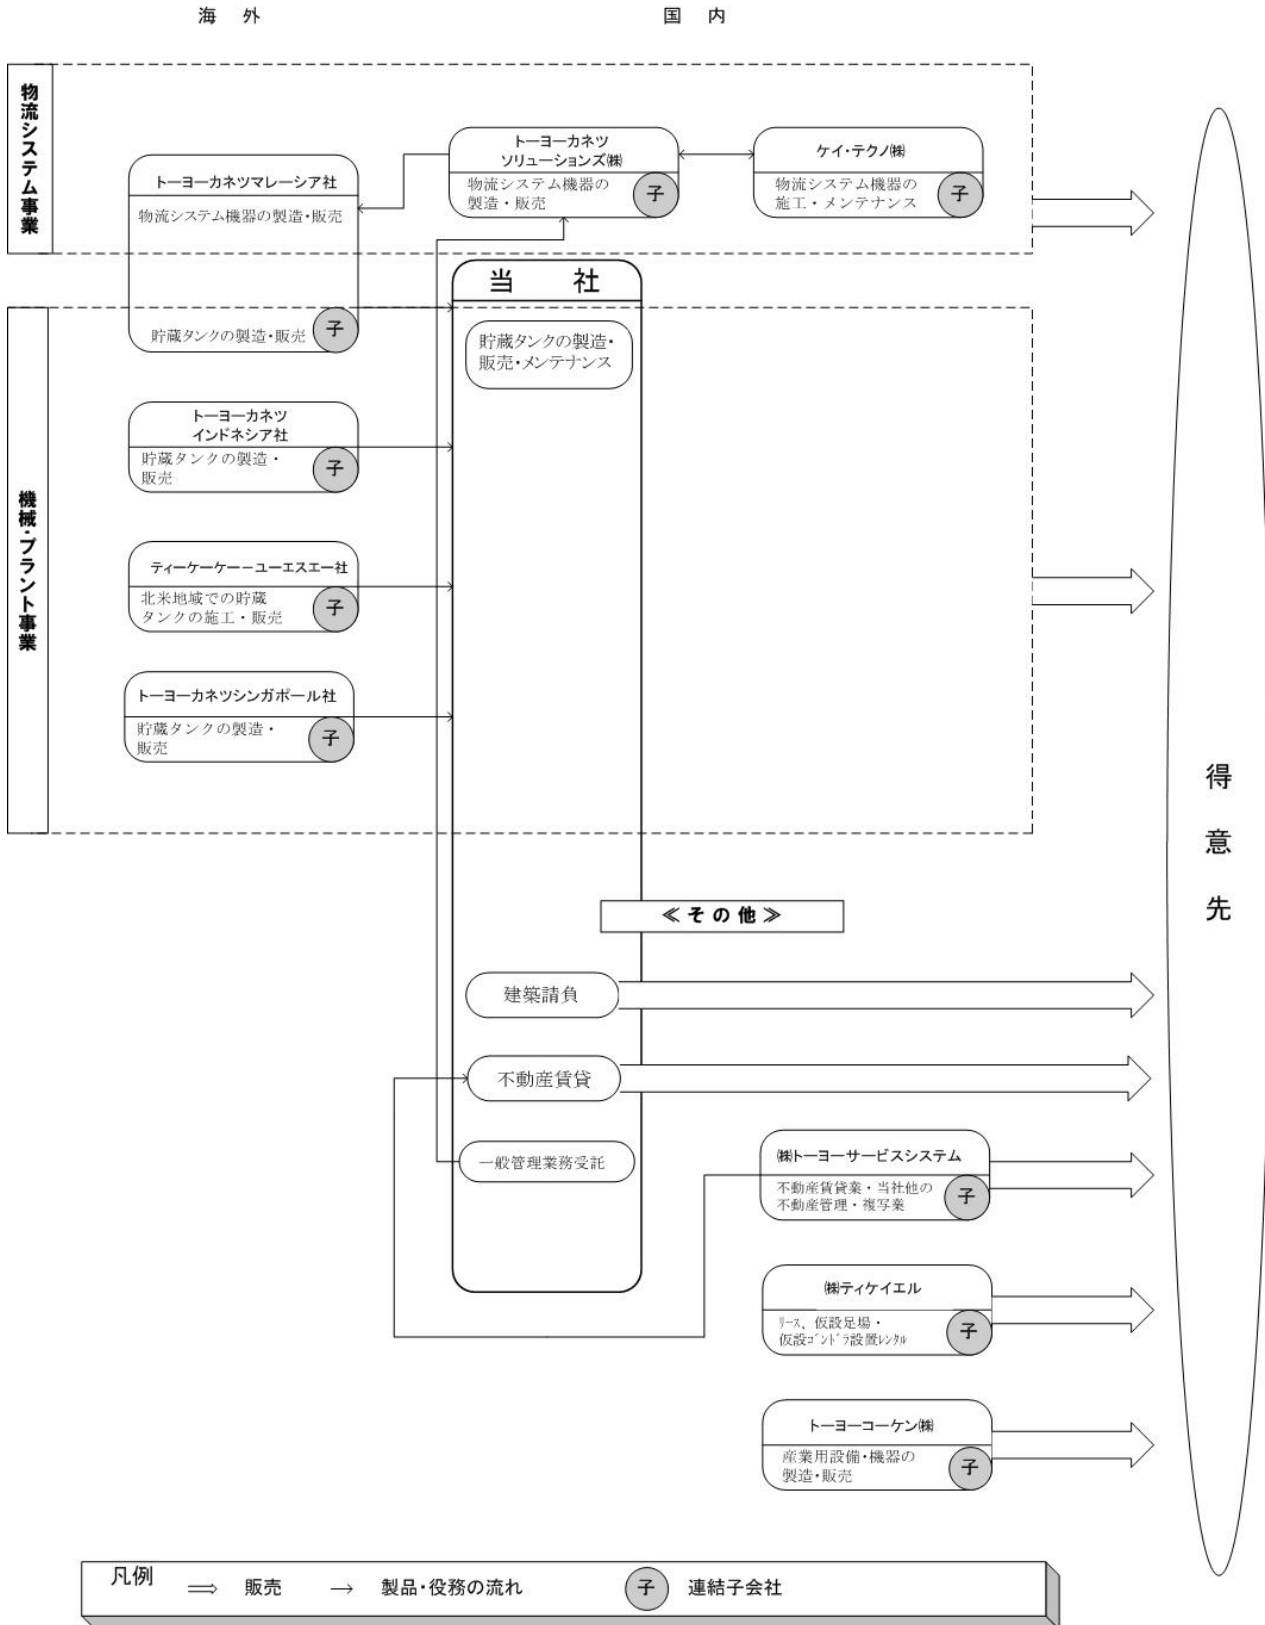 海　外
国　内
物流システム事業
トーヨーカネツマレーシア社
物流システム機器の製造・販売
貯蔵タンクの製造・販売
子
トーヨーカネツ
ソリューションズ㈱
物流システム機器の
製造・販売
子
ケイ・テクノ㈱
物流システム機器の
施工・メンテナンス
子
当　社
貯蔵タンクの製造・
販売・メンテナンス
機械・プラント事業
トーヨーカネツ
インドネシア社
貯蔵タンクの製造・
販売
子
ティーケーケーーユーエスエー社
北米地域での貯蔵
タンクの施工・販売
子
トーヨーカネツシンガポール社
貯蔵タンクの製造・
販売
子
≪その他≫
建築請負
不動産賃貸
一般管理業務受託
㈱トーヨーサービスシステム
不動産賃貸業・当社他の
不動産管理・複写業
子
㈱ティケイエル
ﾘｰｽ、仮設足場・
仮設ｺﾞﾝﾄﾞﾗ設置ﾚﾝﾀﾙ
子
トーヨーコーケン㈱
産業用設備・機器の
製造・販売
子
得意先
凡例　⇒　販売　→　製品・役務の流れ　子　連結子会社